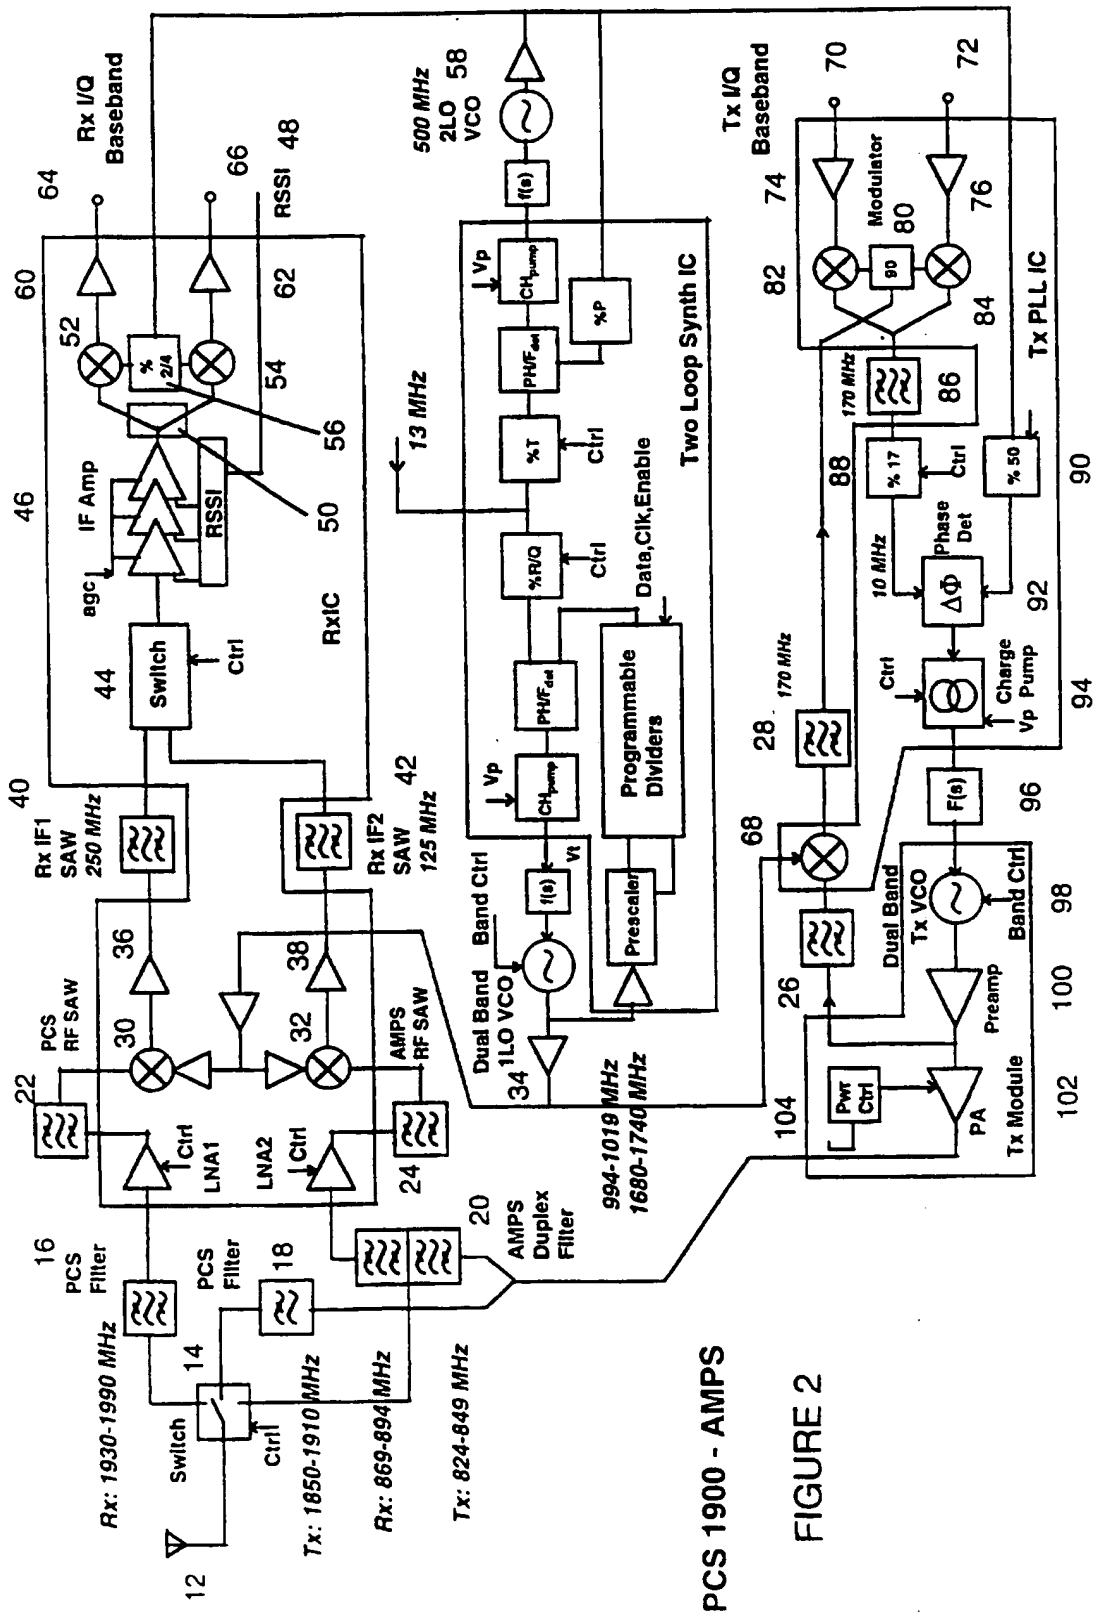 64
Rx I/Q
Baseband
66
48
RSSI
60
52
%
2/4
62
54
56
50
46
IF Amp
agc
RSSI
44
Switch
Ctrl
RxIC
40
Rx IF1
SAW
250 MHz
42
Rx IF2
SAW
125 MHz
36
38
30
32
PCS
RF SAW
22
AMPS
RF SAW
24
Ctrl
LNA1
LNA2
Ctrl
16
PCS
Filter
PCS
Filter
18
20
AMPS
Duplex
Filter
14
Switch
Ctrl
12
Rx: 1930-1990 MHz
Tx: 1850-1910 MHz
Rx: 869-894 MHz
Tx: 824-849 MHz
500 MHz
2LO
VCO
58
f(s)
Vp
CHpump
PH/Fdet
%P
13 MHz
%T
Ctrl
%R/Q
Ctrl
Two Loop Synth IC
Data,Clk,Enable
PH/Fdet
Vp
CHpump
Programmable
Dividers
Vt
f(s)
Prescaler
Band Ctrl
Dual Band
1LO VCO
34
994-1019 MHz
1680-1740 MHz
Tx I/Q
Baseband
70
72
74
76
Modulator
80
82
90
84
Tx PLL IC
170 MHz
86
88
% 17
Ctrl
% 50
90
10 MHz
Phase
Det
ΔΦ
92
Ctrl
Charge
Pump
Vp
94
28
170 MHz
68
F(s)
96
26
Dual Band
Tx VCO
Band Ctrl
98
Preamp
100
104
Pwr
Ctrl
PA
Tx Module
102
PCS 1900 - AMPS
FIGURE 2